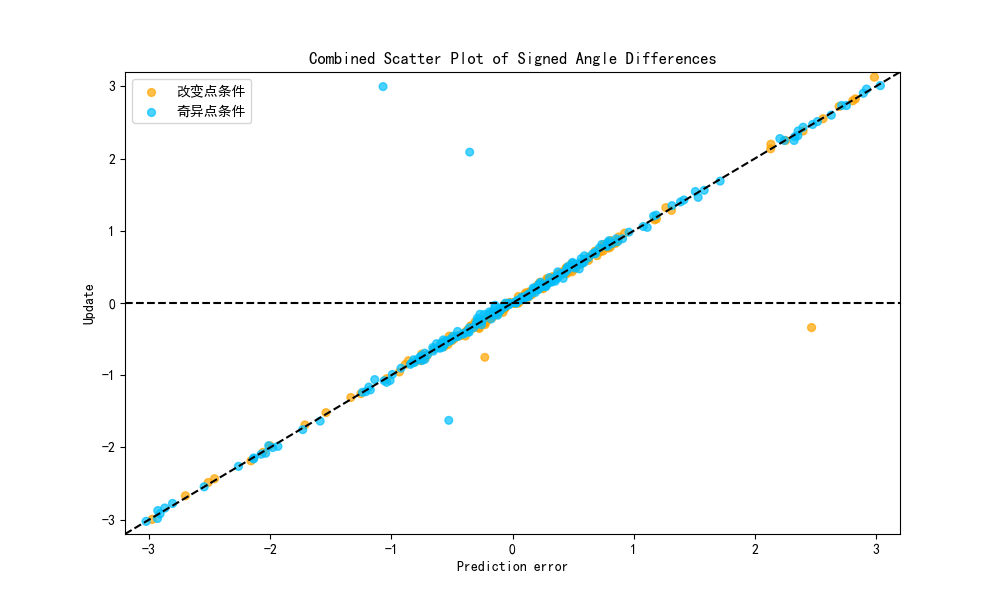 Combined Scatter Plot of Signed Angle Differences
改变点条件
奇异点条件
Update
3
2
1
0
−1
−2
−3
−3 −2 −1 0 1 2 3
Prediction error